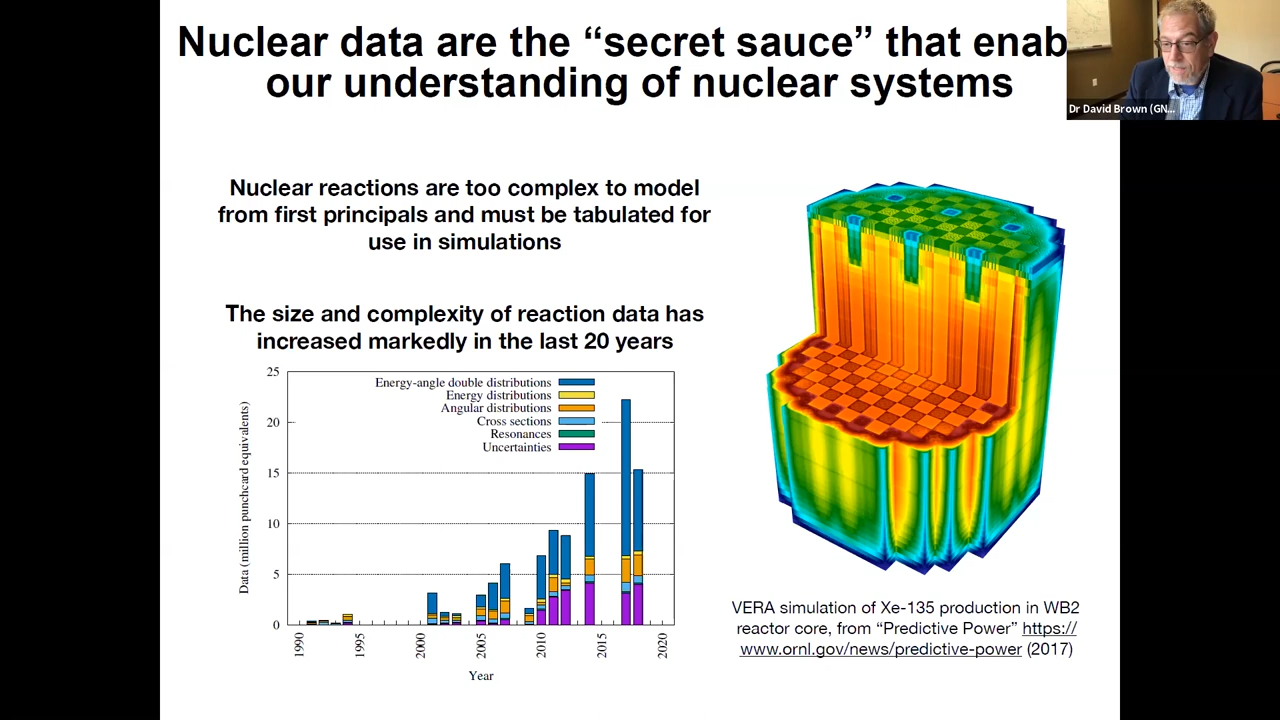 Nuclear data are the “secret sauce” that enab
our understanding of nuclear systems
Dr David Brown (GN...
Nuclear reactions are too complex to model
from first principals and must be tabulated for
use in simulations
The size and complexity of reaction data has
increased markedly in the last 20 years
25
20
15
10
5
0
Data (million punchcard equivalents)
Energy-angle double distributions
Energy distributions
Angular distributions
Cross sections
Resonances
Uncertainties
1990
1995
2000
2005
2010
2015
2020
Year
VERA simulation of Xe-135 production in WB2
reactor core, from “Predictive Power” https://
www.ornl.gov/news/predictive-power (2017)